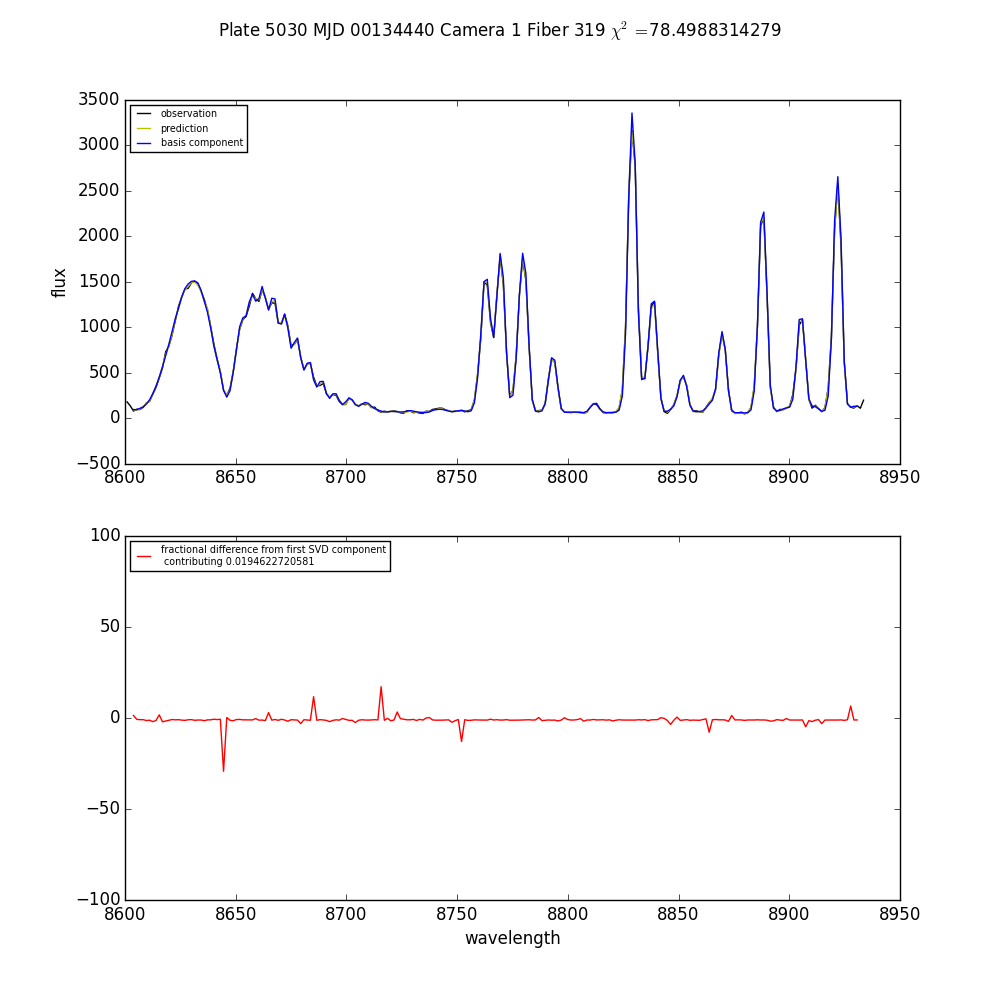 Plate 5030 MJD 00134440 Camera 1 Fiber 319 χ² =78.4988314279
3500
3000
2500
2000
1500
1000
500
0
−500
flux
observation
prediction
basis component
8600 8650 8700 8750 8800 8850 8900 8950
100
50
0
−50
−100
fractional difference from first SVD component
contributing 0.0194622720581
8600 8650 8700 8750 8800 8850 8900 8950
wavelength